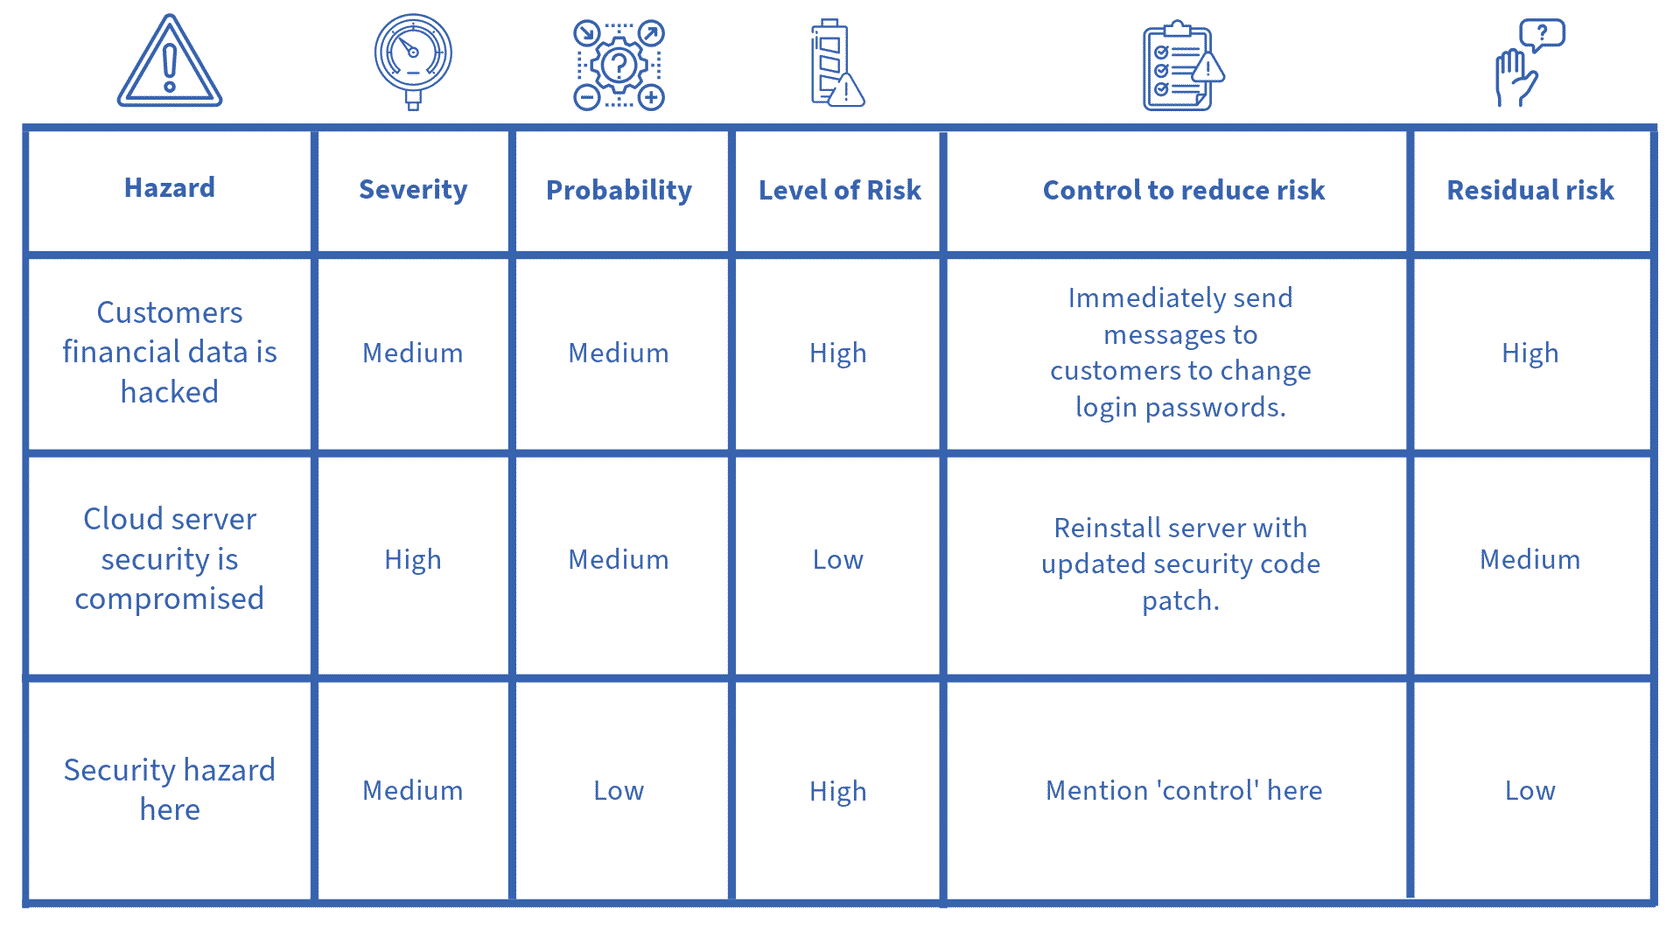 Hazard
Severity
Probability
Level of Risk
Control to reduce risk
Residual risk
Customers
financial data is
hacked
Medium
Medium
High
Immediately send
messages to
customers to change
login passwords.
High
Cloud server
security is
compromised
High
Medium
Low
Reinstall server with
updated security code
patch.
Medium
Security hazard
here
Medium
Low
High
Mention 'control' here
Low